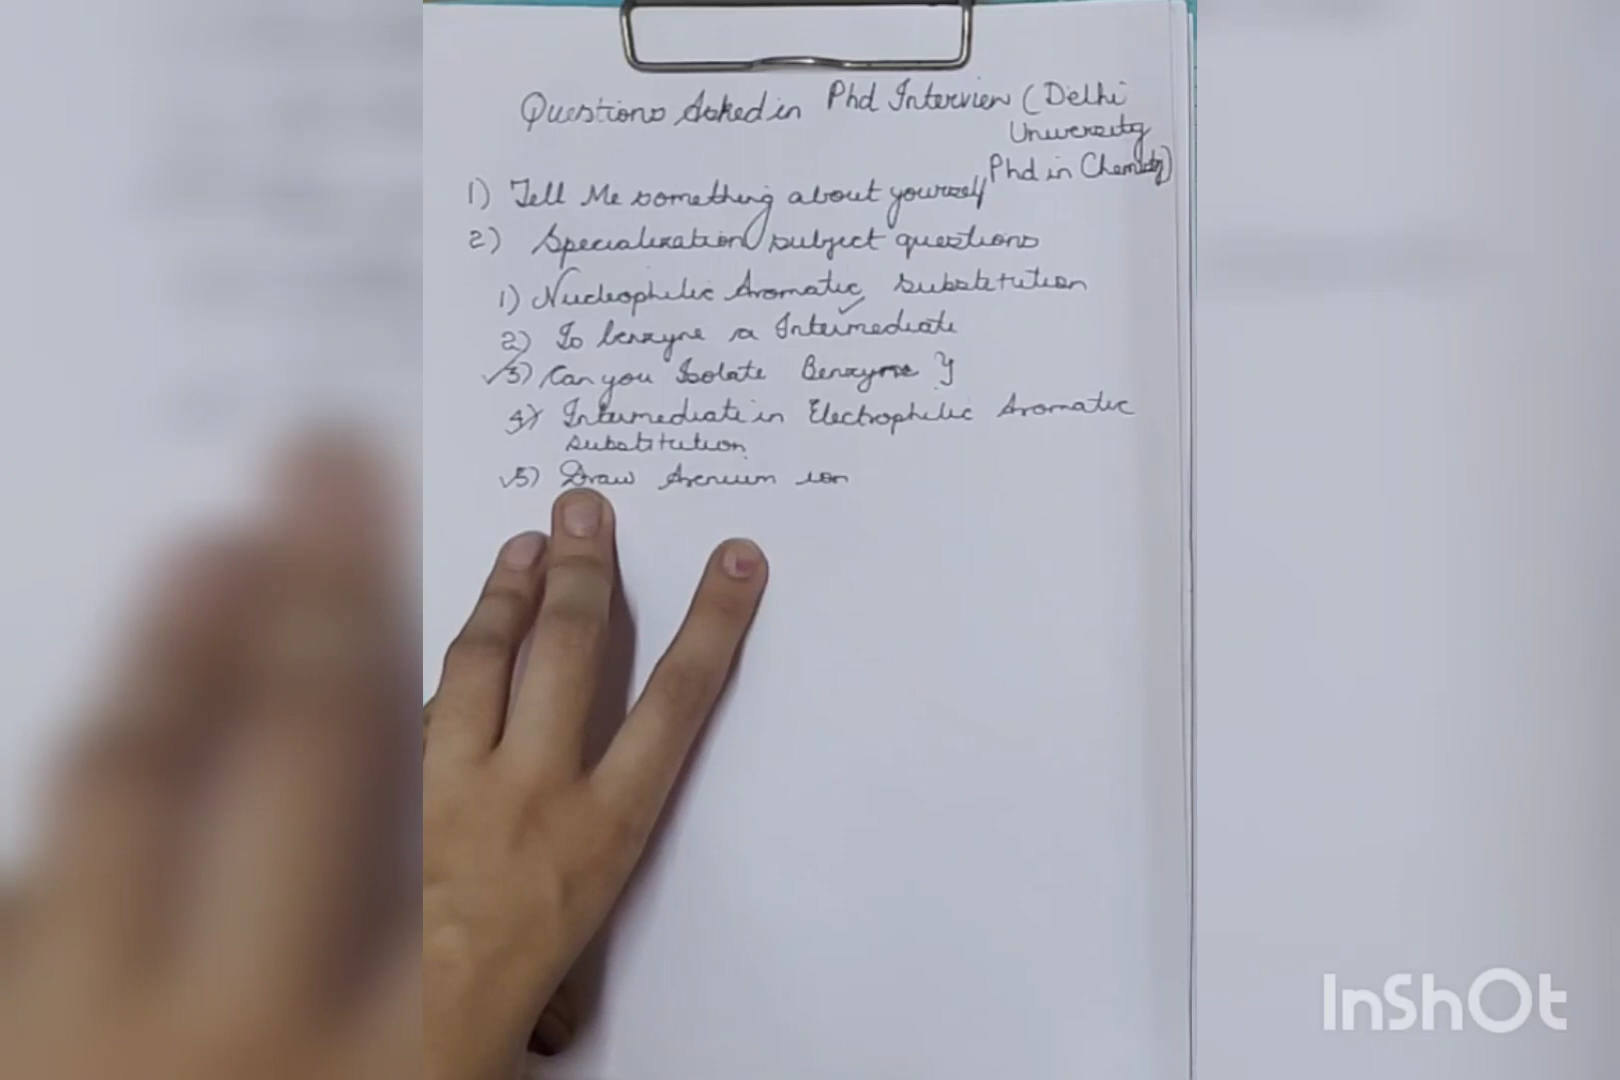 Questions Asked in Phd Interview (Delhi
University
Phd in Chemistry)
1) Tell Me something about yourself
2) Specialization subject questions
1) Nucleophilic Aromatic Substitution
2) Is benzyne a Intermediate
3) Can you Isolate Benzyne ?
4) Intermediate in Electrophilic Aromatic
substitution
5) Draw Arenium ion
InShOt